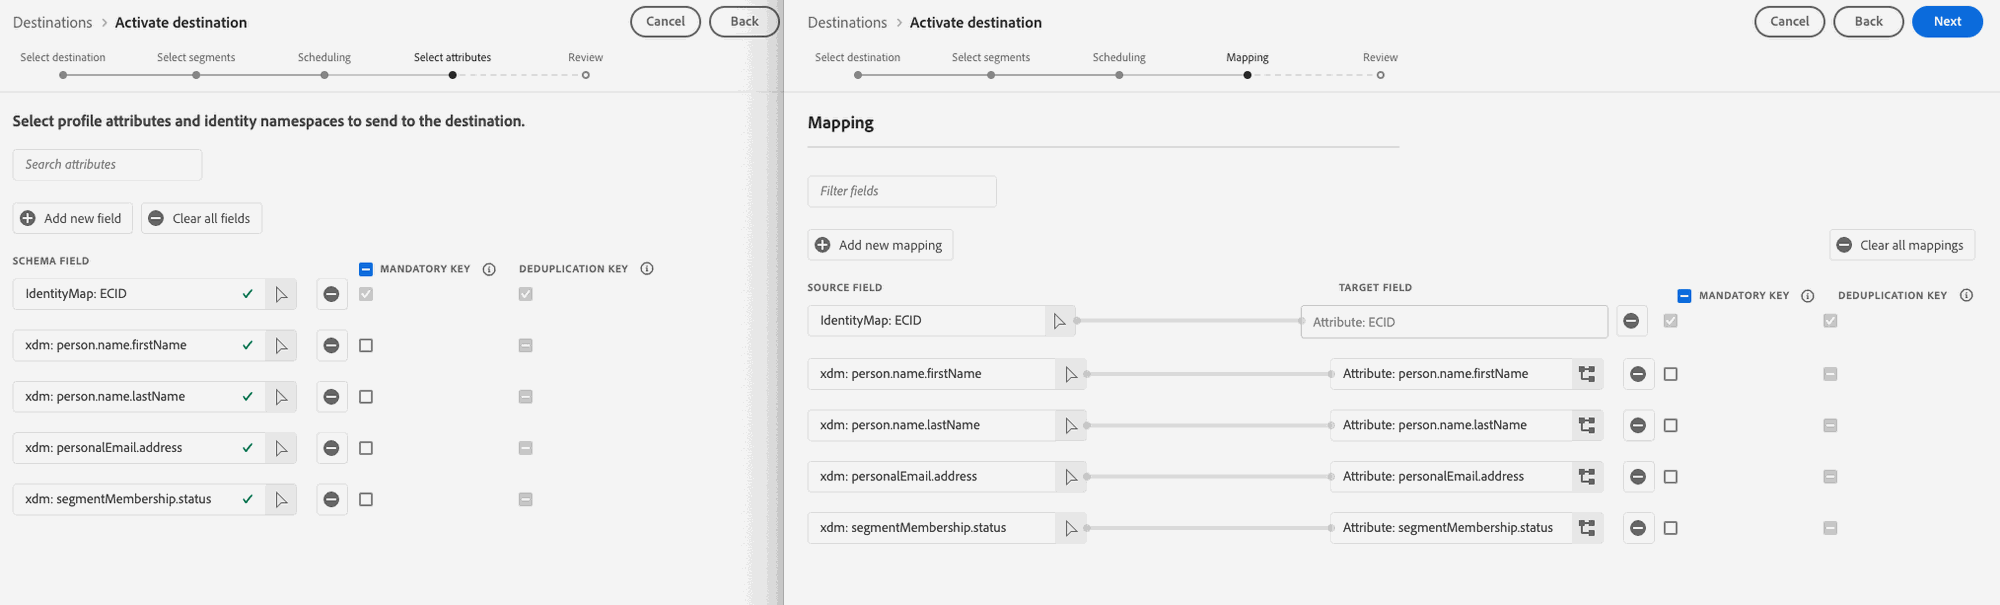 Destinations > Activate destination
Cancel
Back
Select destination
Select segments
Scheduling
Select attributes
Review
Select profile attributes and identity namespaces to send to the destination.
Search attributes
Add new field
Clear all fields
SCHEMA FIELD
MANDATORY KEY
DEDUPLICATION KEY
IdentityMap: ECID
xdm: person.name.firstName
xdm: person.name.lastName
xdm: personalEmail.address
xdm: segmentMembership.status
Destinations > Activate destination
Cancel
Back
Next
Select destination
Select segments
Scheduling
Mapping
Review
Mapping
Filter fields
Add new mapping
Clear all mappings
SOURCE FIELD
TARGET FIELD
MANDATORY KEY
DEDUPLICATION KEY
IdentityMap: ECID
Attribute: ECID
xdm: person.name.firstName
Attribute: person.name.firstName
xdm: person.name.lastName
Attribute: person.name.lastName
xdm: personalEmail.address
Attribute: personalEmail.address
xdm: segmentMembership.status
Attribute: segmentMembership.status